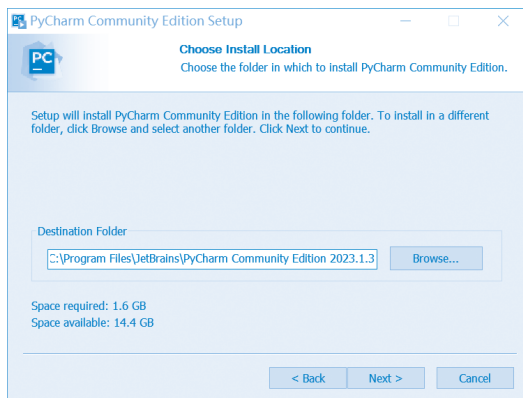 PyCharm Community Edition Setup
PC
Choose Install Location
Choose the folder in which to install PyCharm Community Edition.
Setup will install PyCharm Community Edition in the following folder. To install in a different
folder, click Browse and select another folder. Click Next to continue.
Destination Folder
C:\Program Files\JetBrains\PyCharm Community Edition 2023.1.3
Browse...
Space required: 1.6 GB
Space available: 14.4 GB
< Back
Next >
Cancel